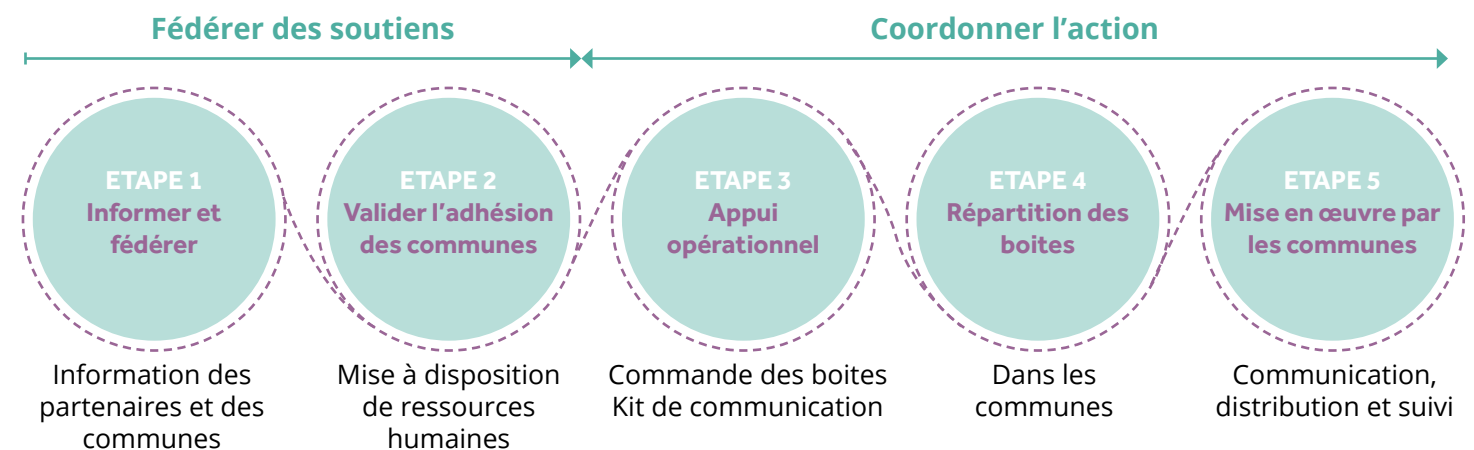 Fédérer des soutiens
Coordonner l’action
ETAPE 1
Informer et
fédérer
Information des
partenaires et des
communes
ETAPE 2
Valider l’adhésion
des communes
Mise à disposition
de ressources
humaines
ETAPE 3
Appui
opérationnel
Commande des boites
Kit de communication
ETAPE 4
Répartition des
boites
Dans les
communes
ETAPE 5
Mise en œuvre par
les communes
Communication,
distribution et suivi